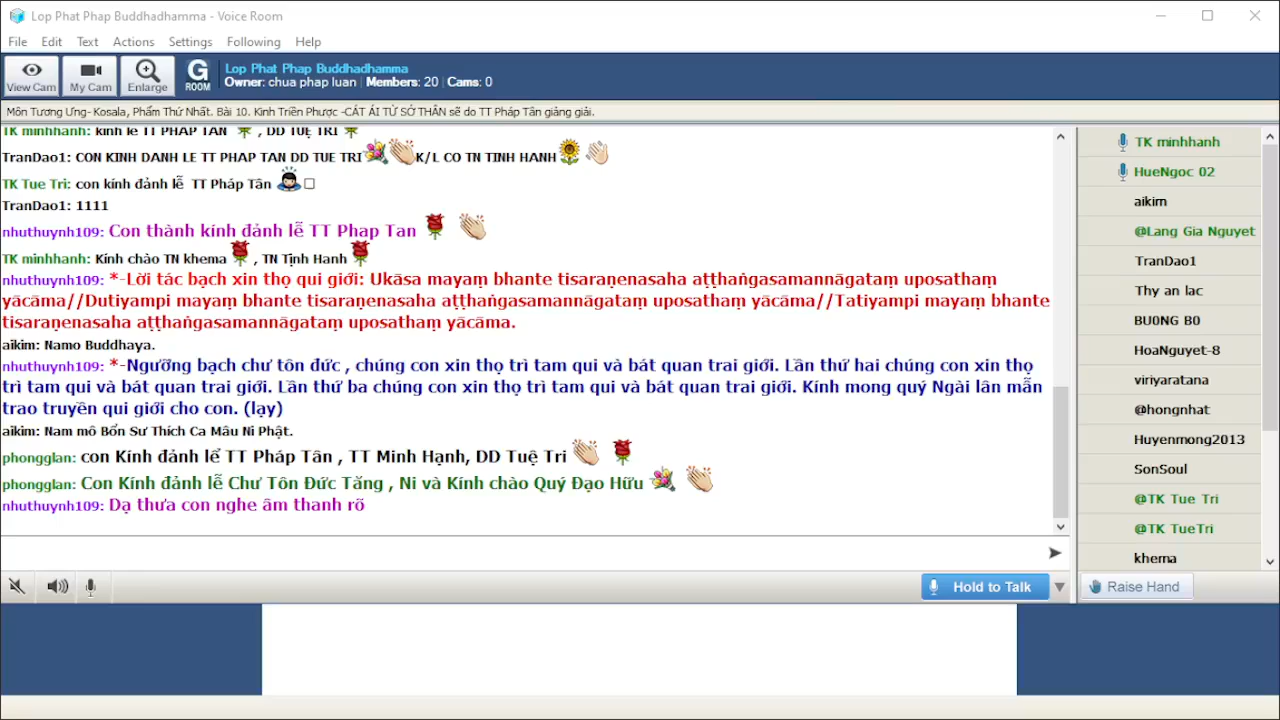 Lop Phat Phap Buddhadhamma - Voice Room
File Edit Text Actions Settings Following Help
View Cam My Cam Enlarge G ROOM
Lop Phat Phap Buddhadhamma
Owner: chua phap luan | Members: 20 | Cams: 0
Môn Tương Ưng- Kosala, Phẩm Thứ Nhất. Bài 10. Kinh Triền Phược -CÁT ÁI TỬ SỞ THÂN sẽ do TT Pháp Tân giảng giải.
TK minhhanh: kính lễ TT PHAP TAN , DD TUỆ TRI
TranDao1: CON KINH DANH LE TT PHAP TAN DD TUE TRI K/L CO TN TINH HANH
TK Tue Tri: con kính đảnh lễ TT Pháp Tân
TranDao1: 1111
nhuthuynh109: Con thành kính đảnh lễ TT Phap Tan
TK minhhanh: Kính chào TN khema , TN Tịnh Hanh
nhuthuynh109: *-Lời tác bạch xin thọ qui giới: Ukāsa mayaṃ bhante tisaraṇenasaha aṭṭhaṅgasamannāgataṃ uposathaṃ
yācāma//Dutiyampi mayaṃ bhante tisaraṇenasaha aṭṭhaṅgasamannāgataṃ uposathaṃ yācāma//Tatiyampi mayaṃ bhante
tisaraṇenasaha aṭṭhaṅgasamannāgataṃ uposathaṃ yācāma.
aikim: Namo Buddhaya.
nhuthuynh109: *-Ngưỡng bạch chư tôn đức , chúng con xin thọ trì tam qui và bát quan trai giới. Lần thứ hai chúng con xin thọ
trì tam qui và bát quan trai giới. Lần thứ ba chúng con xin thọ trì tam qui và bát quan trai giới. Kính mong quý Ngài lân mẫn
trao truyền qui giới cho con. (lạy)
aikim: Nam mô Bổn Sư Thích Ca Mâu Ni Phật.
phongglan: con Kính đảnh lể TT Pháp Tân , TT Minh Hạnh, DD Tuệ Tri
phongglan: Con Kính đảnh lễ Chư Tôn Đức Tăng , Ni và Kính chào Quý Đạo Hữu
nhuthuynh109: Dạ thưa con nghe âm thanh rõ
TK minhhanh
HueNgoc 02
aikim
@Lang Gia Nguyet
TranDao1
Thy an lac
BU0NG B0
HoaNguyet-8
viriyaratana
@hongnhat
Huyenmong2013
SonSoul
@TK Tue Tri
@TK TueTri
khema
Hold to Talk
Raise Hand